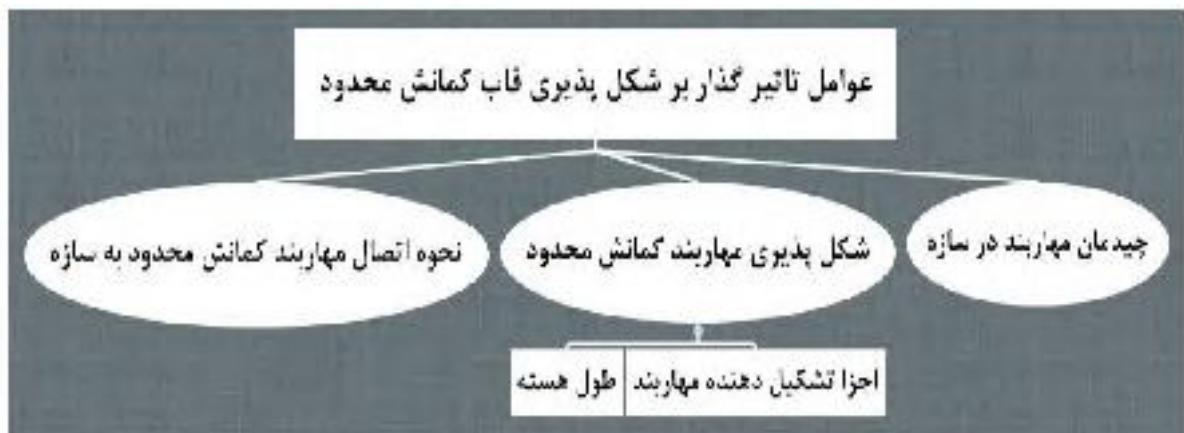 عوامل تاثیر گذار بر شکل پذیری قاب کمانش محدود
چیدمان مهاربند در سازه
شکل پذیری مهاربند کمانش محدود
نحوه اتصال مهاربند کمانش محدود به سازه
اجزا تشکیل دهنده مهاربند
طول هسته